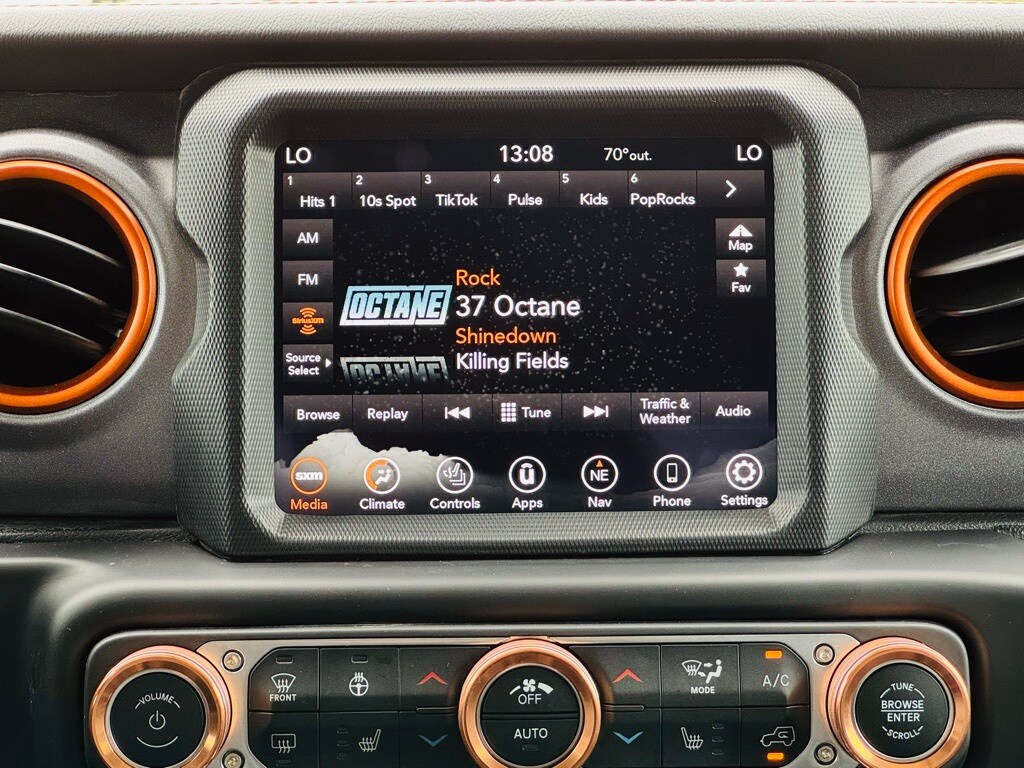 LO 13:08 70°out. LO
1 2 3 4 5 6
Hits 1 10s Spot TikTok Pulse Kids PopRocks
AM
Map
FM
Fav
Rock
OCTANE
37 Octane
SiriusXM
Shinedown
Source
Select
Killing Fields
OCTANE
Browse Replay Tune Traffic &
Weather Audio
sxm
û
NE
Media Climate Controls Apps Nav Phone Settings
VOLUME
FRONT
OFF
AUTO
MODE
A/C
TUNE
BROWSE
ENTER
SCROLL